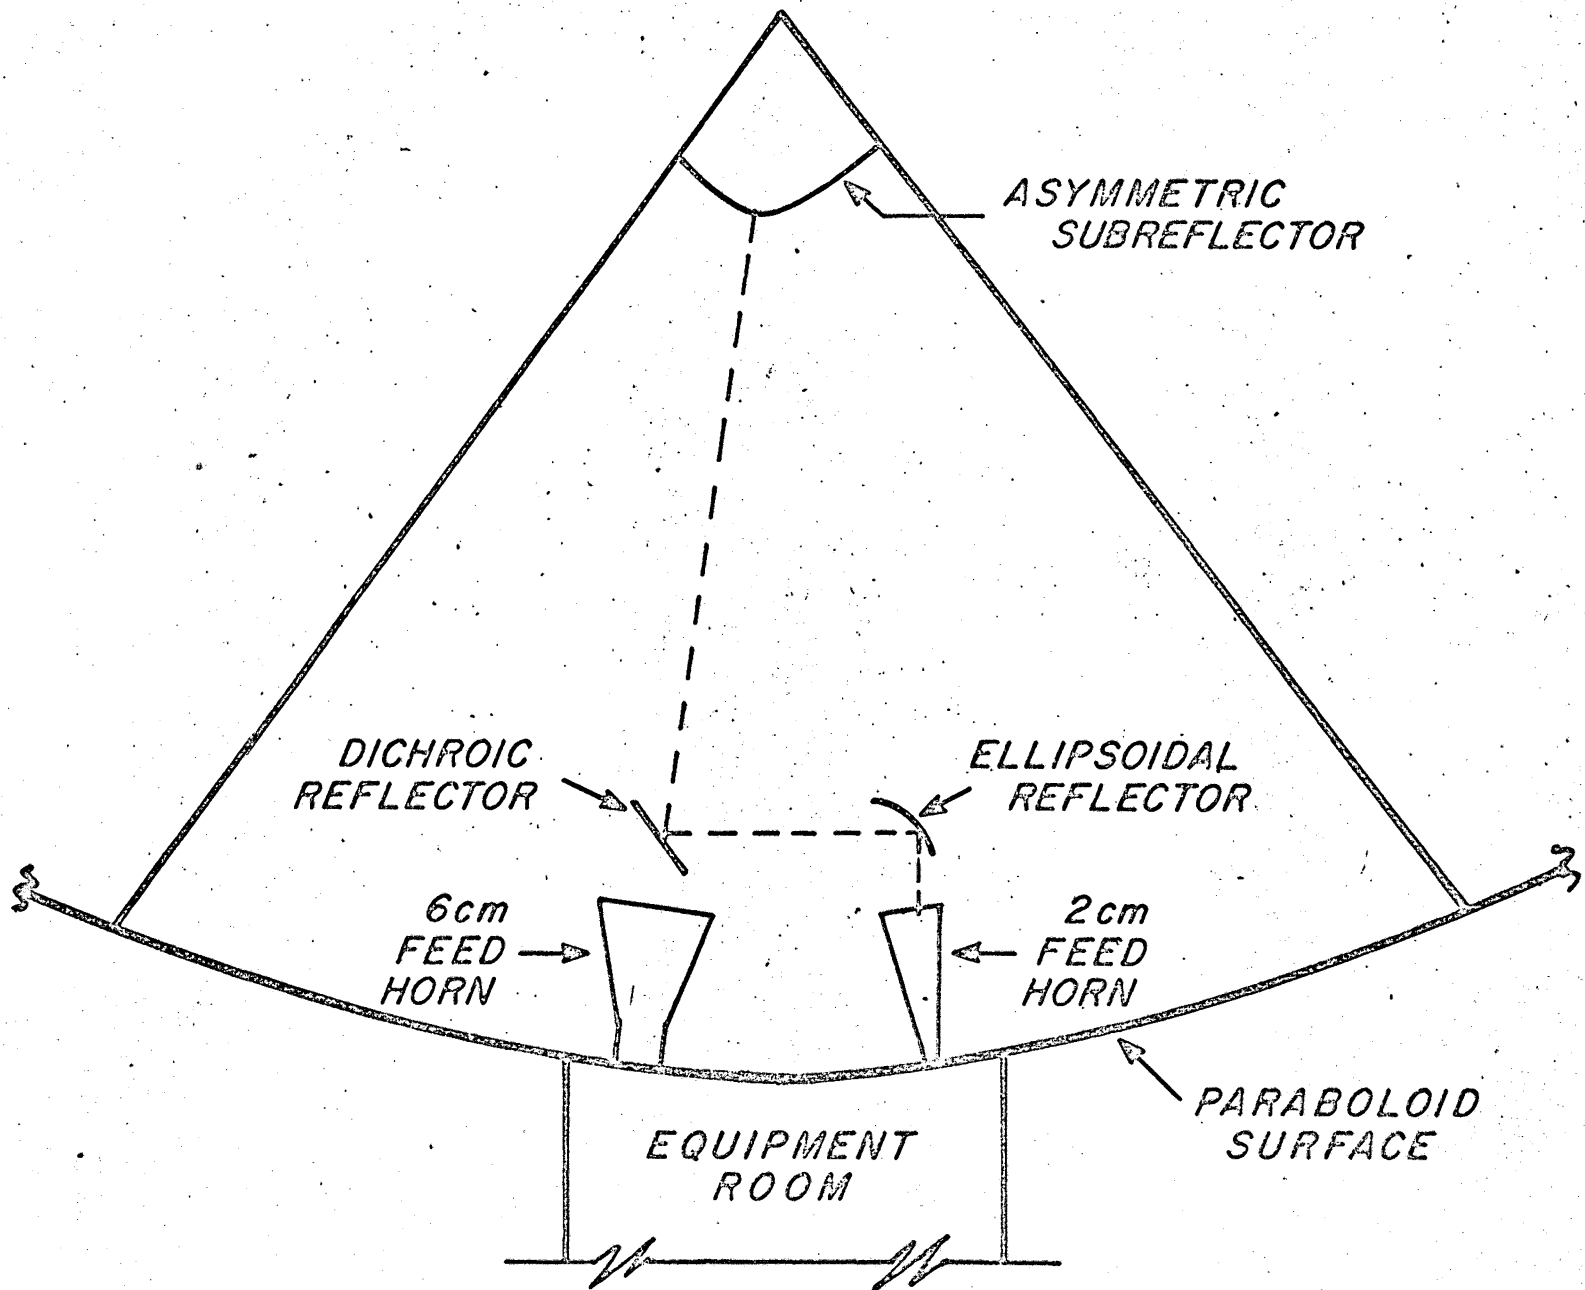 ASYMMETRIC
SUBREFLECTOR
DICHROIC
REFLECTOR
ELLIPSOIDAL
REFLECTOR
6cm
FEED
HORN
2cm
FEED
HORN
PARABOLOID
SURFACE
EQUIPMENT
ROOM